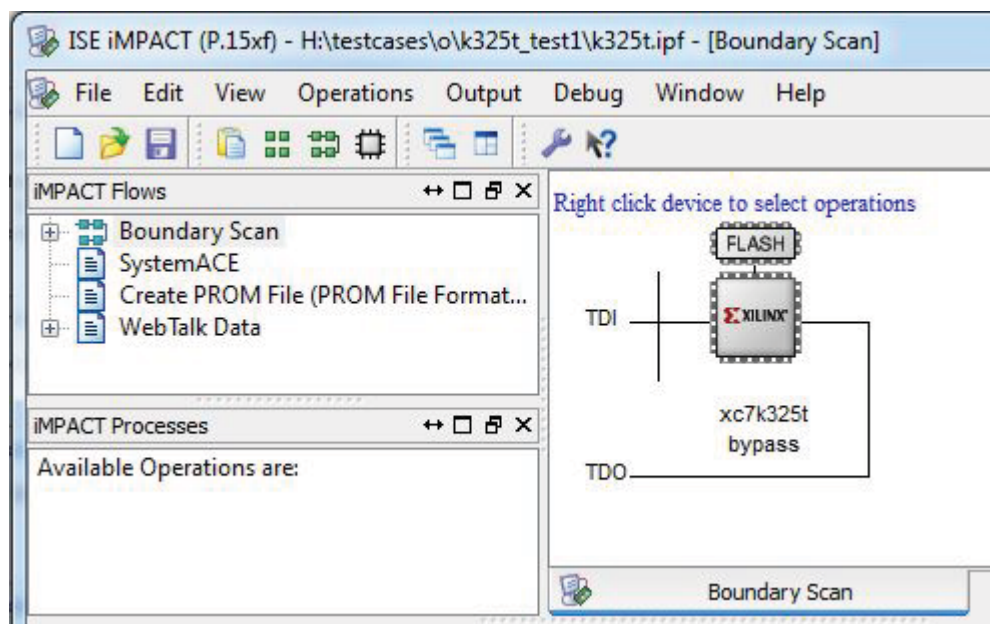 ISE iMPACT (P.15xf) - H:\testcases\o\k325t_test1\k325t.ipf - [Boundary Scan]
File Edit View Operations Output Debug Window Help
iMPACT Flows
Boundary Scan
SystemACE
Create PROM File (PROM File Format...
WebTalk Data
iMPACT Processes
Available Operations are:
Right click device to select operations
FLASH
TDI
XILINX
xc7k325t
bypass
TDO
Boundary Scan